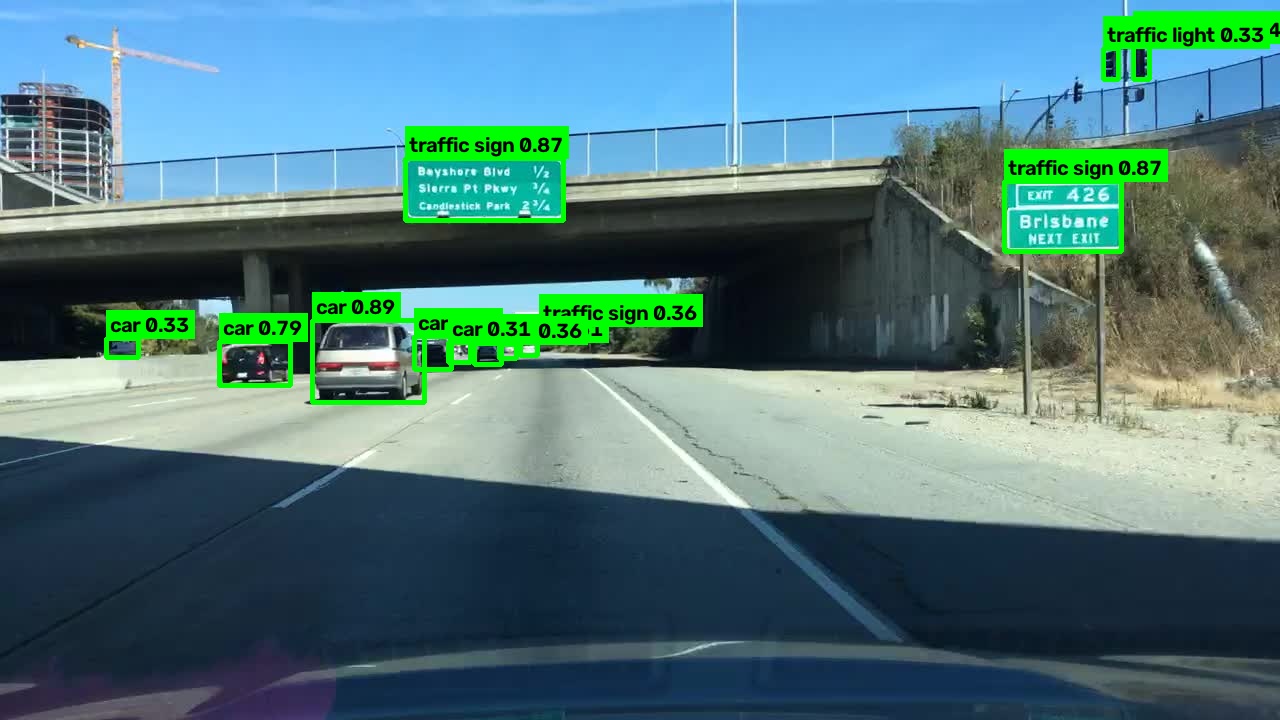 traffic light 0.33
traffic sign 0.87
Bayshore Blvd 1/2
Sierra Pt Pkwy 3/4
Candlestick Park 2 3/4
traffic sign 0.87
EXIT 426
Brisbane
NEXT EXIT
car 0.89
traffic sign 0.36
car 0.33
car 0.79
car
car 0.31
0.36